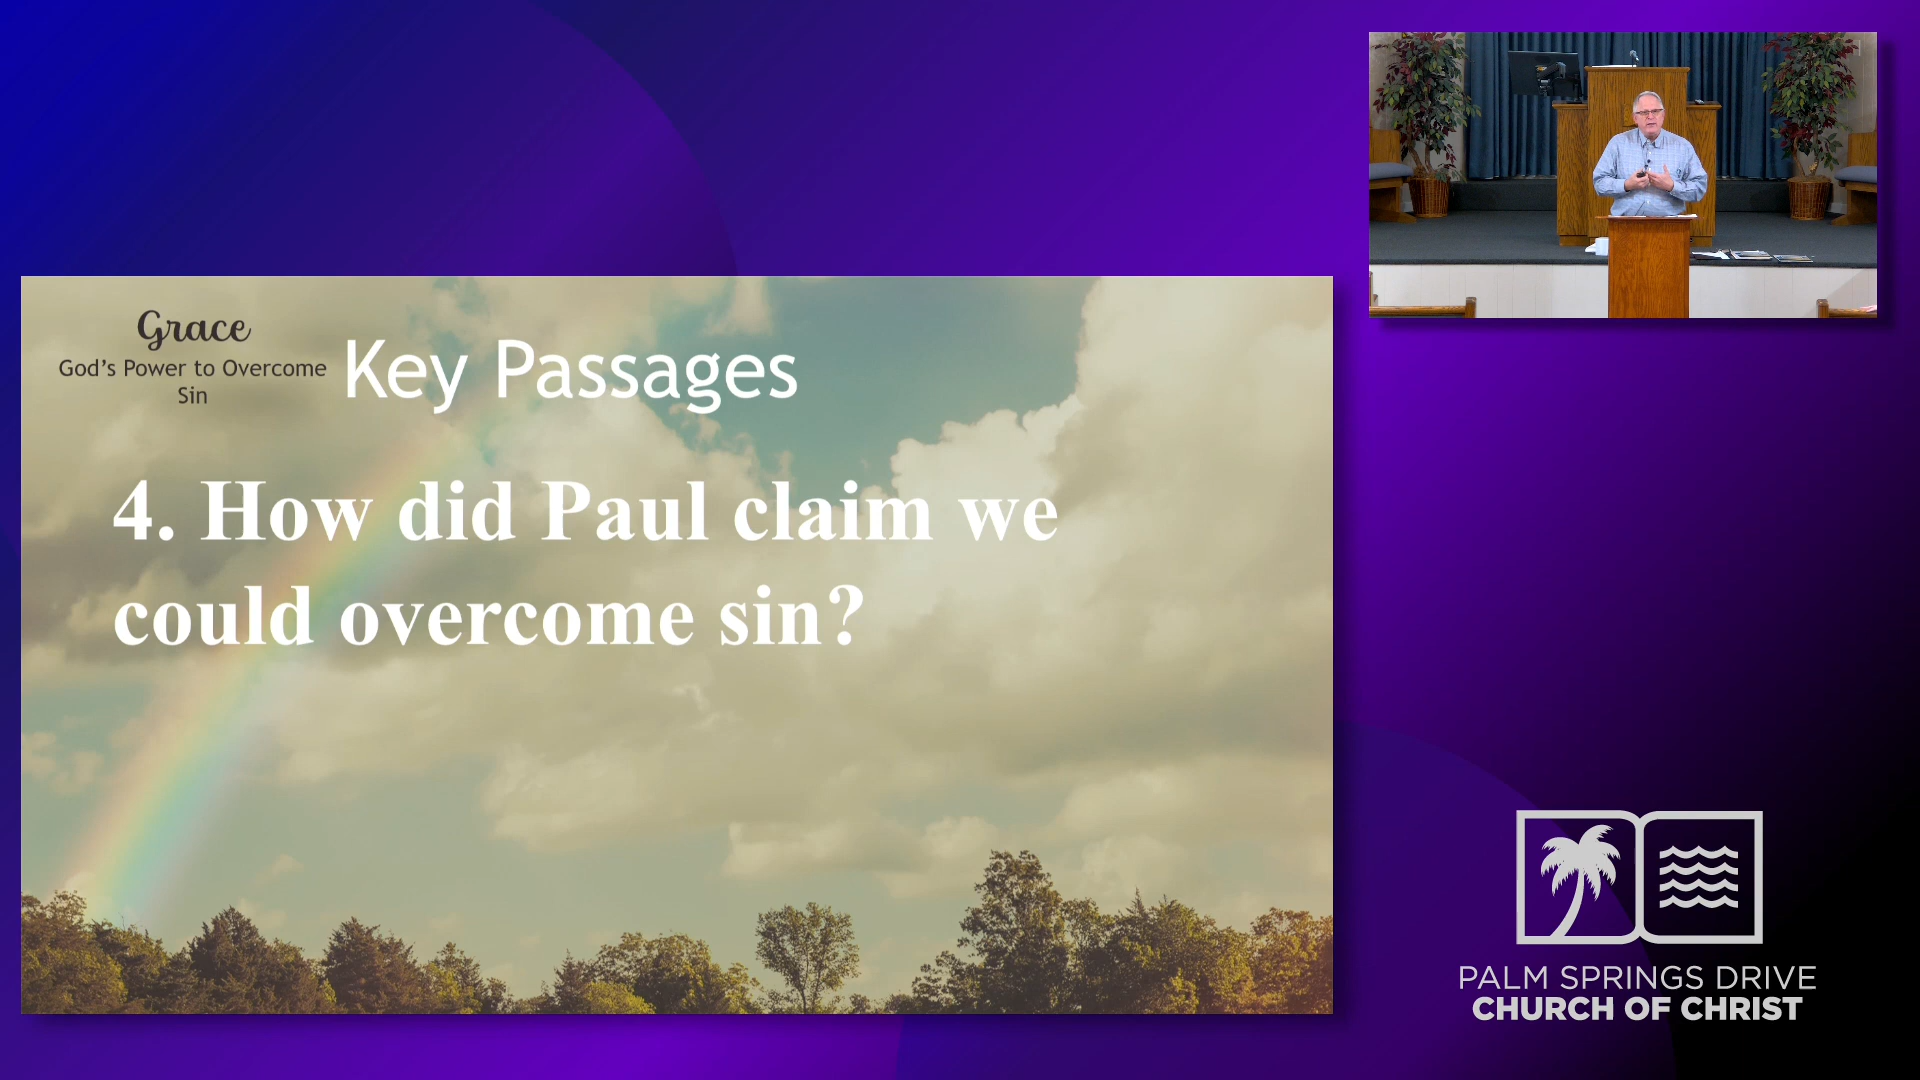 Grace
God's Power to Overcome
Sin
Key Passages
4. How did Paul claim we
could overcome sin?
PALM SPRINGS DRIVE
CHURCH OF CHRIST